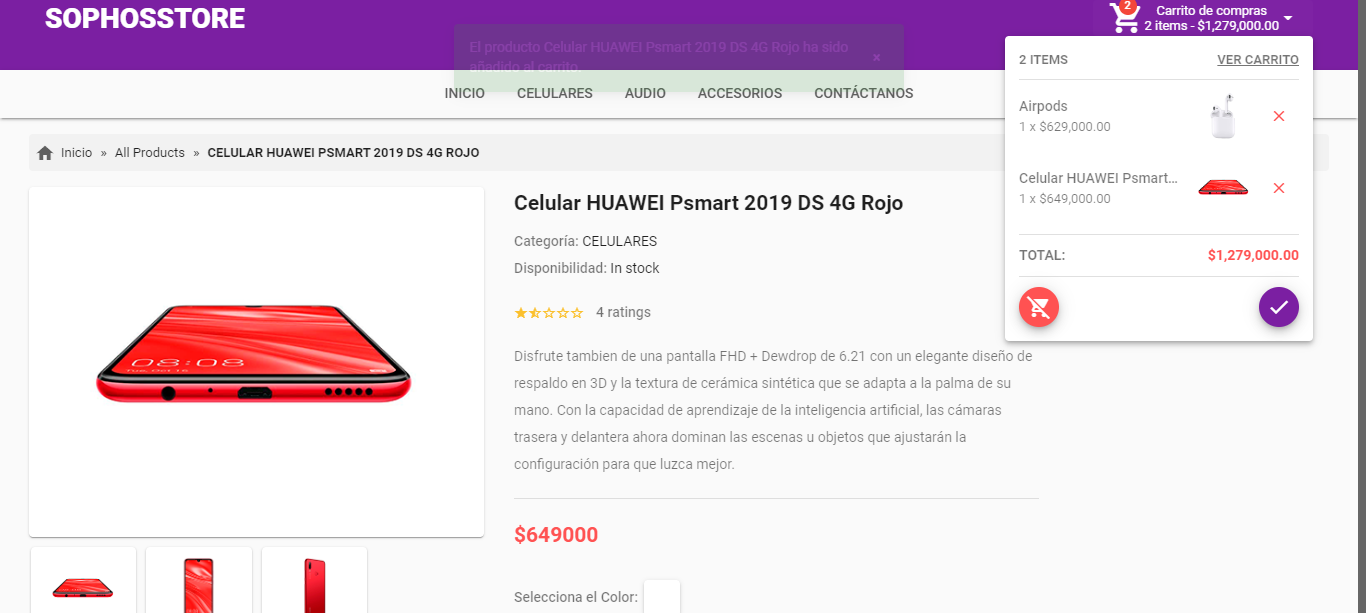 SOPHOSSTORE
2
Carrito de compras
2 items - $1,279,000.00
El producto Celular HUAWEI Psmart 2019 DS 4G Rojo ha sido
añadido al carrito.
×
INICIO CELULARES AUDIO ACCESORIOS CONTÁCTANOS
2 ITEMS VER CARRITO
Airpods
1 x $629,000.00
Celular HUAWEI Psmart...
1 x $649,000.00
TOTAL: $1,279,000.00
Inicio » All Products » CELULAR HUAWEI PSMART 2019 DS 4G ROJO
Celular HUAWEI Psmart 2019 DS 4G Rojo
Categoría: CELULARES
Disponibilidad: In stock
4 ratings
Disfrute tambien de una pantalla FHD + Dewdrop de 6.21 con un elegante diseño de
respaldo en 3D y la textura de cerámica sintética que se adapta a la palma de su
mano. Con la capacidad de aprendizaje de la inteligencia artificial, las cámaras
trasera y delantera ahora dominan las escenas u objetos que ajustarán la
configuración para que luzca mejor.
$649000
Selecciona el Color:
08:08